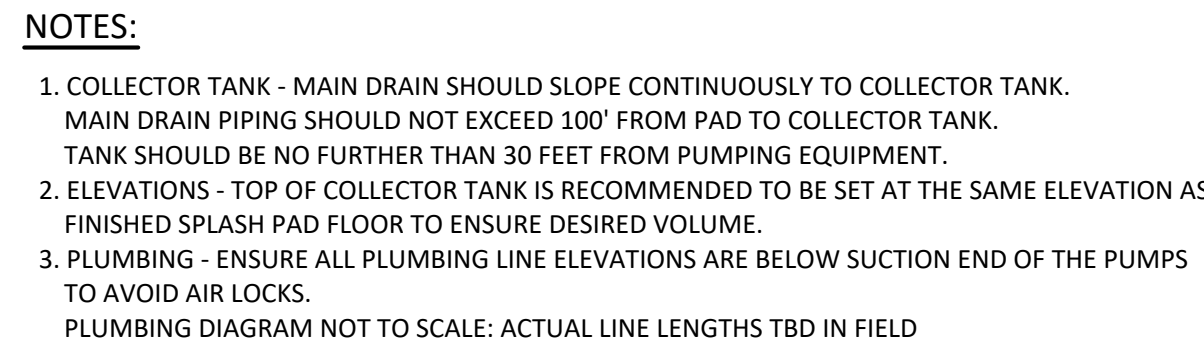 NOTES:
1. COLLECTOR TANK - MAIN DRAIN SHOULD SLOPE CONTINUOUSLY TO COLLECTOR TANK.
MAIN DRAIN PIPING SHOULD NOT EXCEED 100' FROM PAD TO COLLECTOR TANK.
TANK SHOULD BE NO FURTHER THAN 30 FEET FROM PUMPING EQUIPMENT.
2. ELEVATIONS - TOP OF COLLECTOR TANK IS RECOMMENDED TO BE SET AT THE SAME ELEVATION AS
FINISHED SPLASH PAD FLOOR TO ENSURE DESIRED VOLUME.
3. PLUMBING - ENSURE ALL PLUMBING LINE ELEVATIONS ARE BELOW SUCTION END OF THE PUMPS
TO AVOID AIR LOCKS.
PLUMBING DIAGRAM NOT TO SCALE: ACTUAL LINE LENGTHS TBD IN FIELD